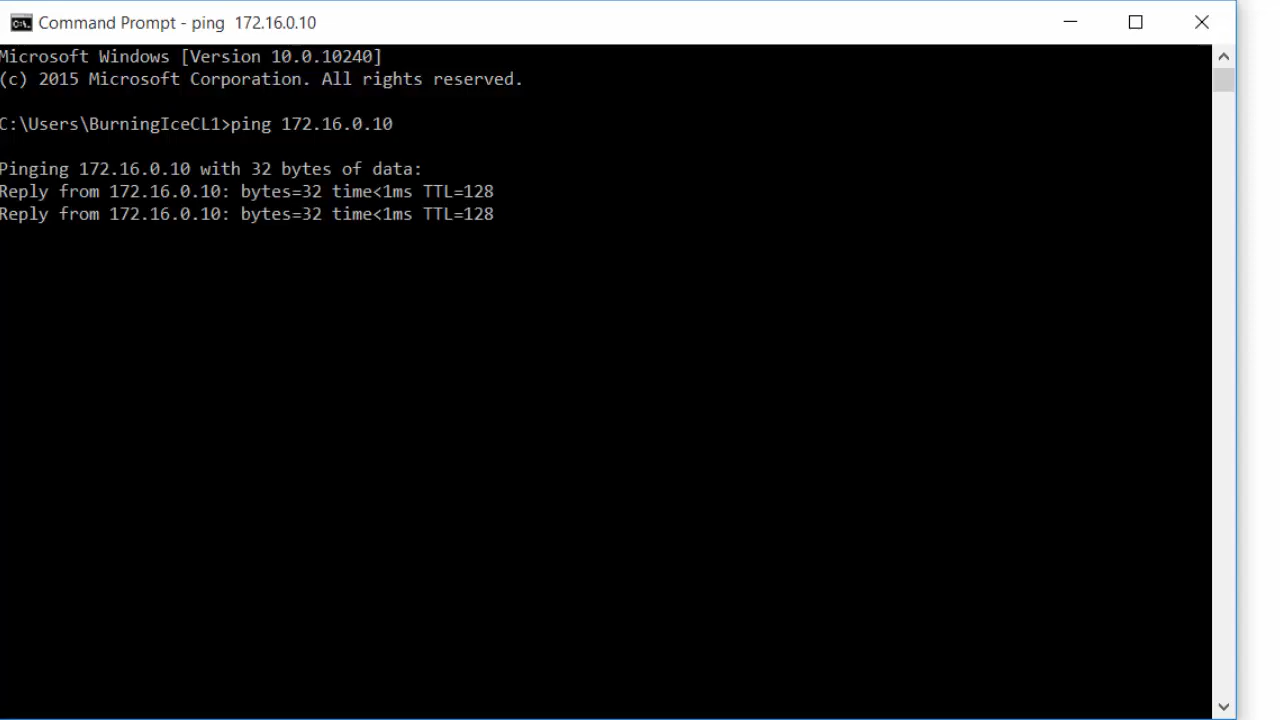 Command Prompt - ping  172.16.0.10
Microsoft Windows [Version 10.0.10240]
(c) 2015 Microsoft Corporation. All rights reserved.
C:\Users\BurningIceCL1>ping 172.16.0.10
Pinging 172.16.0.10 with 32 bytes of data:
Reply from 172.16.0.10: bytes=32 time<1ms TTL=128
Reply from 172.16.0.10: bytes=32 time<1ms TTL=128